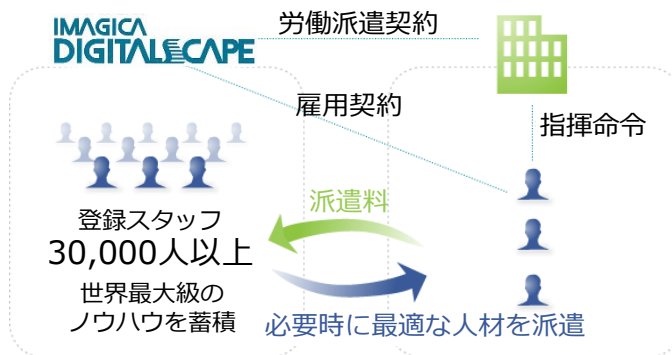 IMAGICA
DIGITALSCAPE
労働派遣契約
雇用契約
指揮命令
派遣料
登録スタッフ
30,000人以上
世界最大級の
ノウハウを蓄積
必要時に最適な人材を派遣